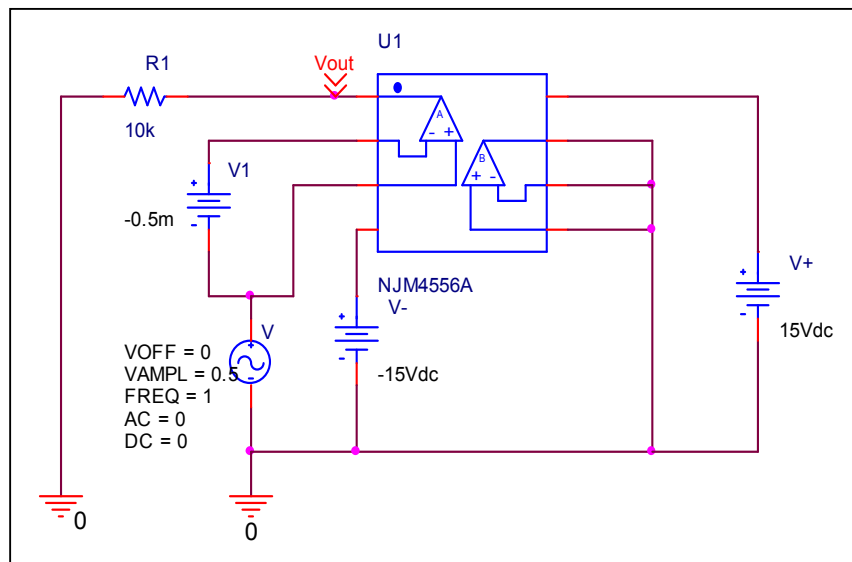 U1
R1
Vout
10k
A
- +
B
+ -
V1
+
-0.5m
-
NJM4556A
V-
+
-
-15Vdc
V+
+
-
15Vdc
V
+
-
VOFF = 0
VAMPL = 0.5
FREQ = 1
AC = 0
DC = 0
0
0